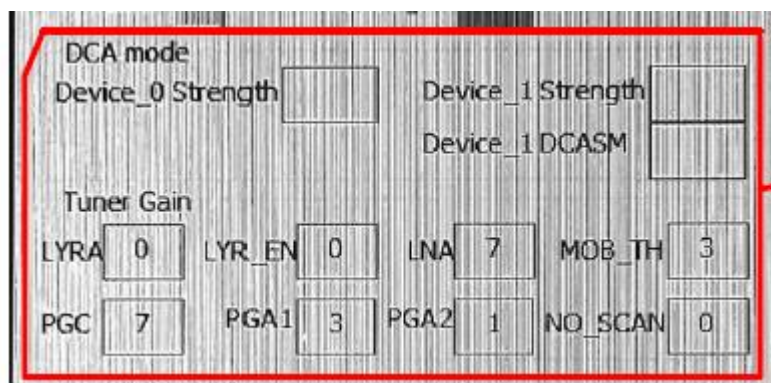 DCA mode
Device_0 Strength Device_1 Strength
Device_1 DCASM
Tuner Gain
LYRA 0 LYR_EN 0 LNA 7 MOB_TH 3
PGC 7 PGA1 3 PGA2 1 NO_SCAN 0